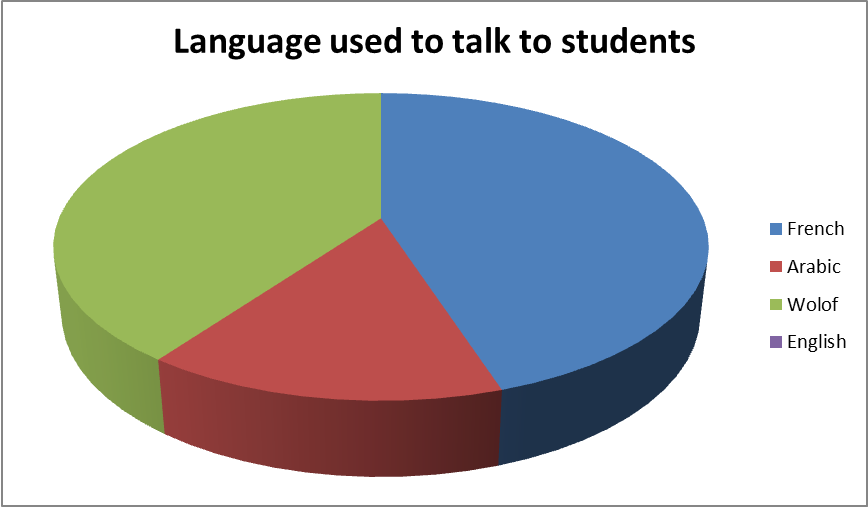 Language used to talk to students
French
Arabic
Wolof
English